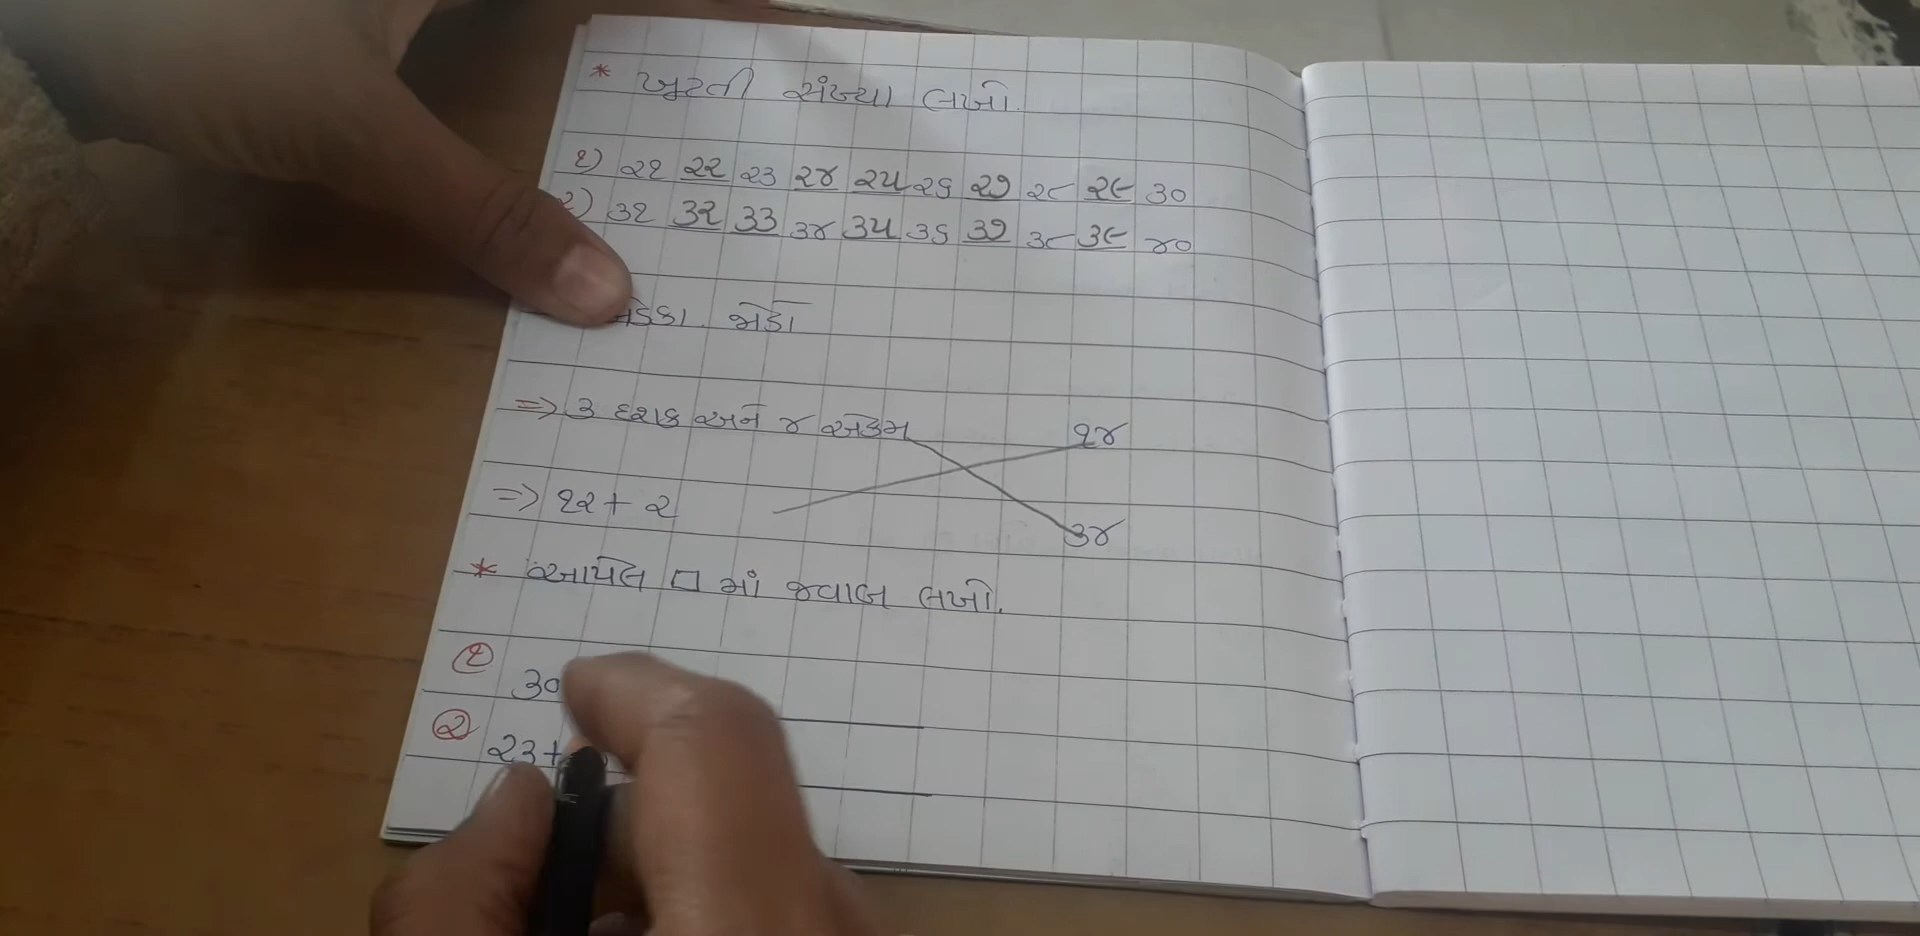 * ખુટતી સંખ્યા લખો.
૧) ૨૧ ૨૨ ૨૩ ૨૪ ૨૫ ૨૬ ૨૭ ૨૮ ૨૯ ૩૦
૨) ૩૧ ૩૨ ૩૩ ૩૪ ૩૫ ૩૬ ૩૭ ૩૮ ૩૯ ૪૦
જોડો
=> ૩ દશક અને ૪ એકમ ૧૪
=> ૧૨ + ૨ ૩૪
* આપેલ □ માં જવાબ લખો.
૧ ૩૦
૨ ૨૩ +